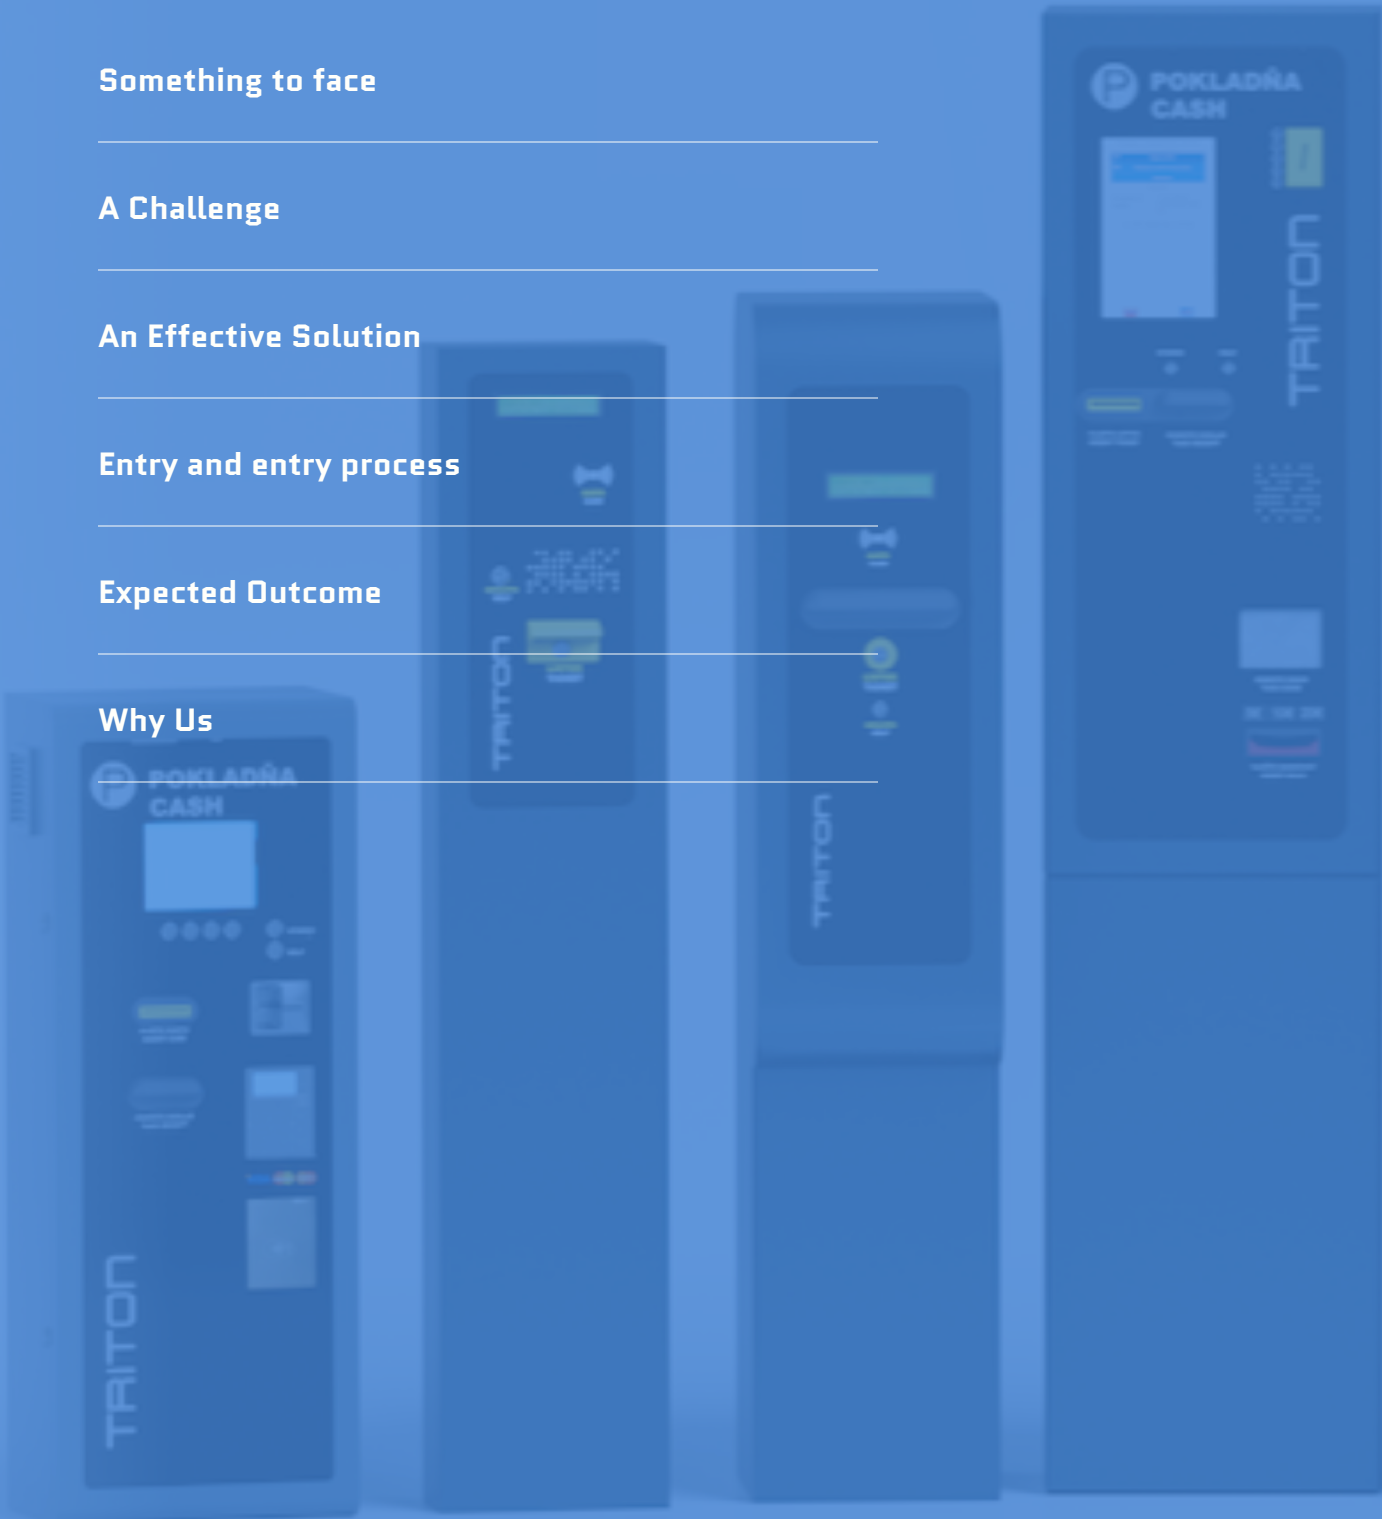 Something to face
A Challenge
An Effective Solution
Entry and entry process
Expected Outcome
Why Us
POKLADŇA
CASH
TRITON
TRITON
TRITON
POKLADŇA
CASH
TRITON